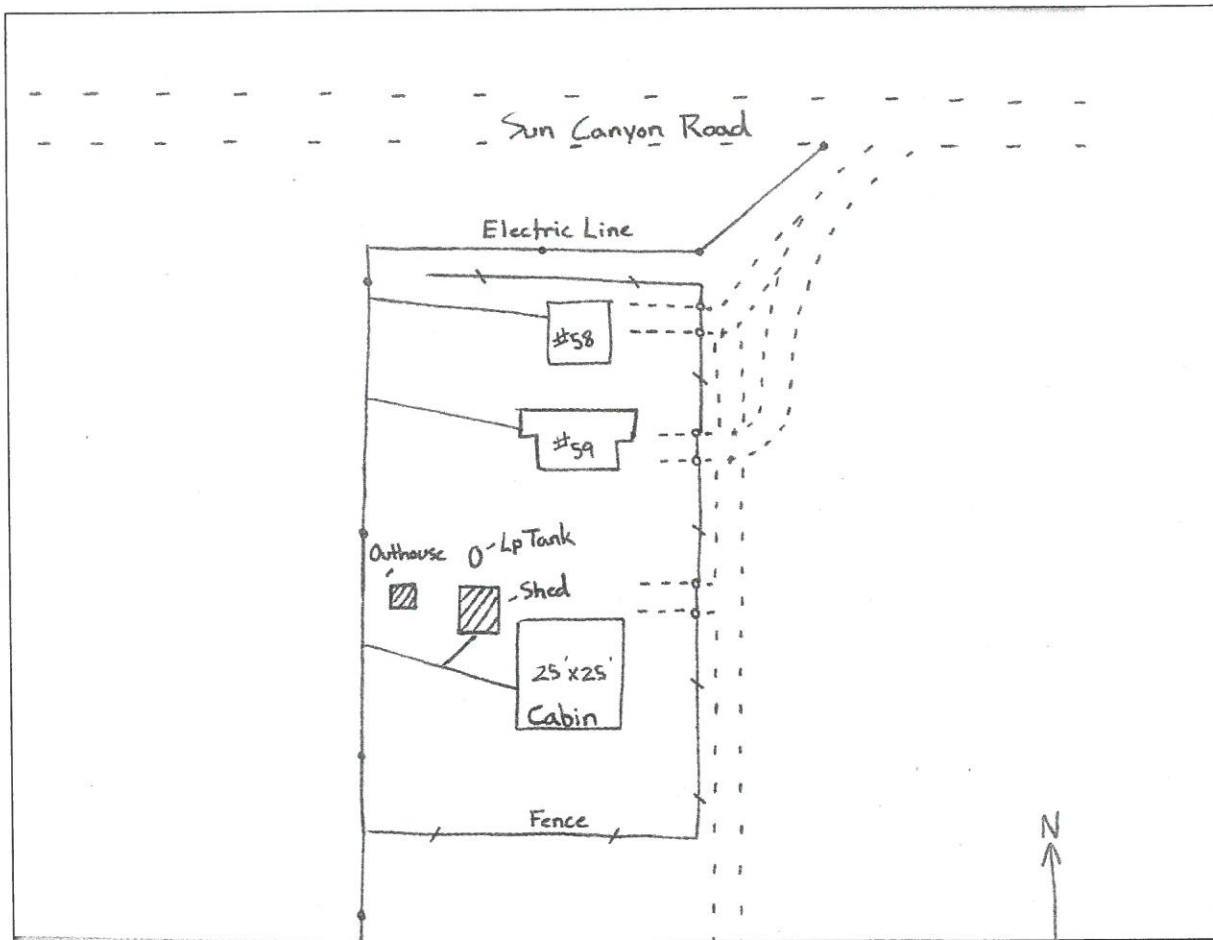 Sun Canyon Road
Electric Line
#58
#59
Outhouse
Lp Tank
Shed
25'x25'
Cabin
Fence
N